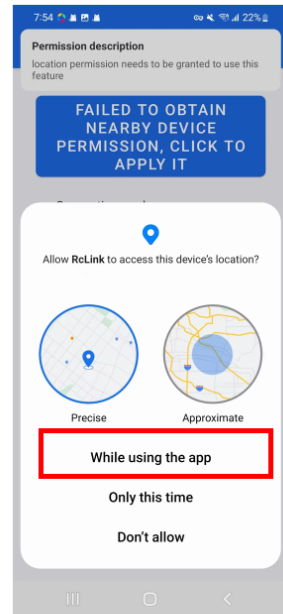 7:54
22%
Permission description
location permission needs to be granted to use this
feature
FAILED TO OBTAIN
NEARBY DEVICE
PERMISSION, CLICK TO
APPLY IT
Allow RcLink to access this device's location?
Precise Approximate
While using the app
Only this time
Don't allow